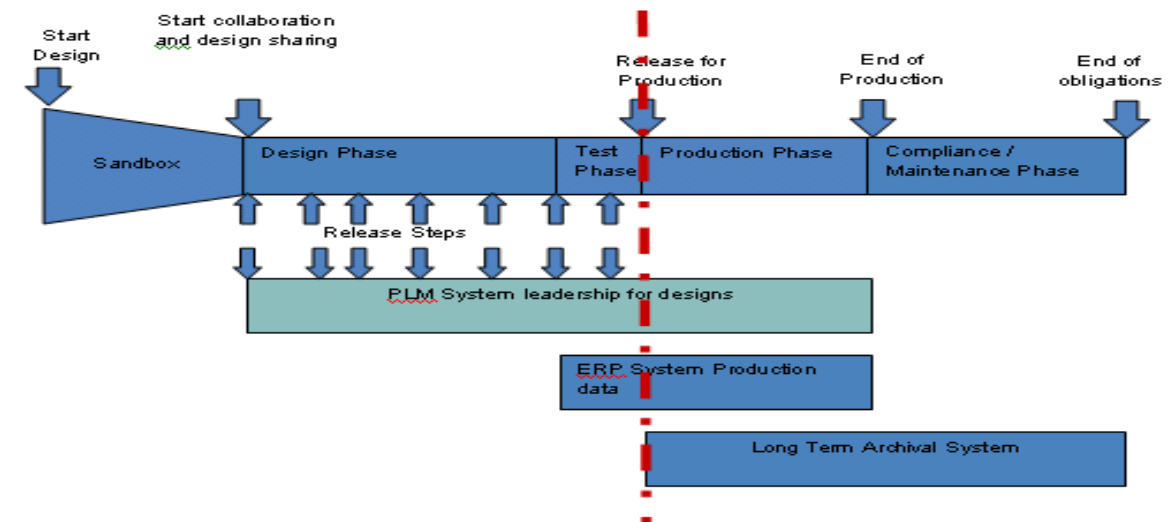 Start
Design
Start collaboration
and design sharing
Release for
Production
End of
Production
End of
obligations
Sandbox
Design Phase
Test
Phase
Production Phase
Compliance /
Maintenance Phase
Release Steps
PLM System leadership for designs
ERP System Production
data
Long Term Archival System